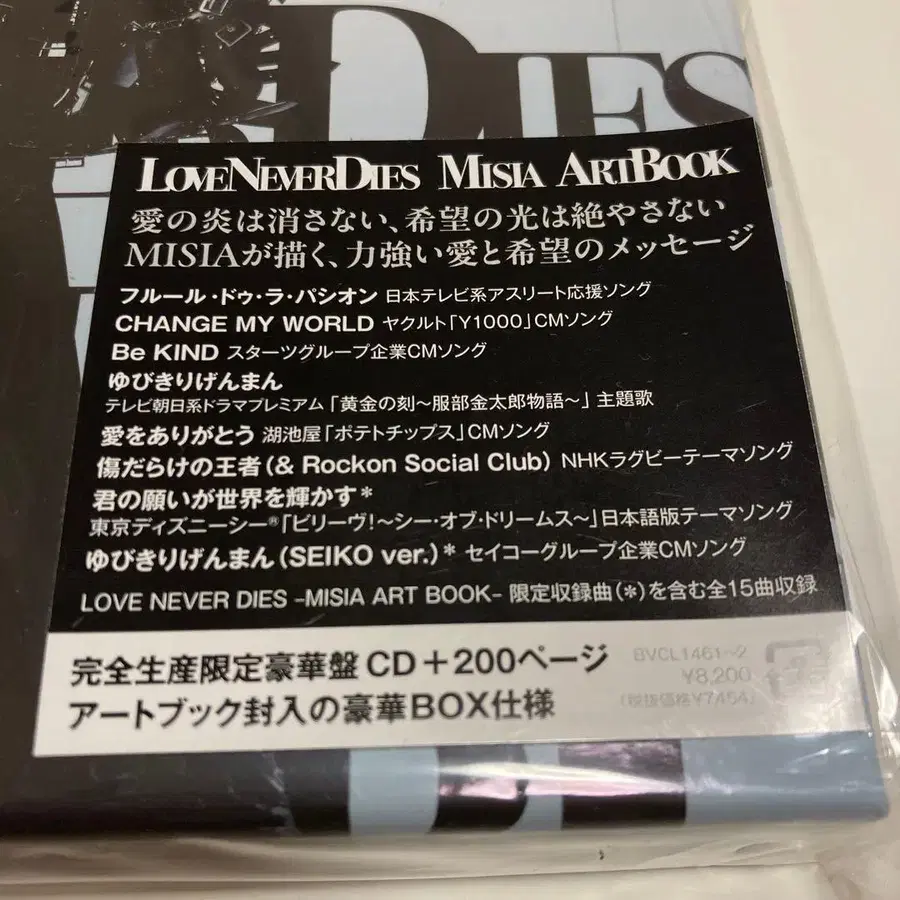 DIES
LOVE NEVER DIES MISIA ART BOOK
愛の炎は消さない、希望の光は絶やさない
MISIAが描く、力強い愛と希望のメッセージ
フルール・ドゥ・ラ・パシオン 日本テレビ系アスリート応援ソング
CHANGE MY WORLD ヤクルト「Y1000」CMソング
Be KIND スターツグループ企業CMソング
ゆびきりげんまん
テレビ朝日系ドラマプレミアム「黄金の刻～服部金太郎物語～」主題歌
愛をありがとう 湖池屋「ポテトチップス」CMソング
傷だらけの王者(& Rockon Social Club) NHKラグビーテーマソング
君の願いが世界を輝かす*
東京ディズニーシー®「ビリーヴ!～シー・オブ・ドリームス～」日本語版テーマソング
ゆびきりげんまん(SEIKO ver.)* セイコーグループ企業CMソング
LOVE NEVER DIES -MISIA ART BOOK- 限定収録曲(*)を含む全15曲収録
完全生産限定豪華盤 CD+200ページ
アートブック封入の豪華BOX仕様
BVCL1461~2
¥8,200
(税抜価格¥7454)